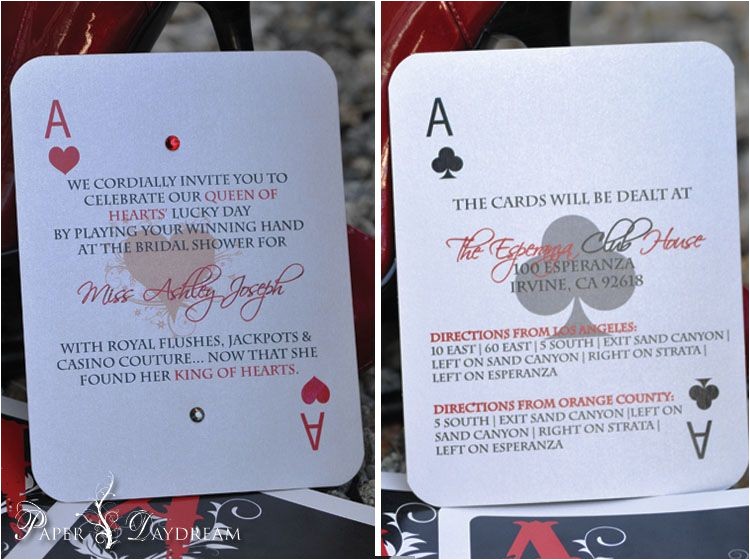 A
WE CORDIALLY INVITE YOU TO
CELEBRATE OUR QUEEN OF
HEARTS' LUCKY DAY
BY PLAYING YOUR WINNING HAND
AT THE BRIDAL SHOWER FOR
Miss Ashley Joseph
WITH ROYAL FLUSHES, JACKPOTS &
CASINO COUTURE... NOW THAT SHE
FOUND HER KING OF HEARTS.
A
PAPER DAYDREAM
A
THE CARDS WILL BE DEALT AT
The Esperanza Club House
100 ESPERANZA
IRVINE, CA 92618
DIRECTIONS FROM LOS ANGELES:
10 EAST | 60 EAST | 5 SOUTH | EXIT SAND CANYON |
LEFT ON SAND CANYON | RIGHT ON STRATA |
LEFT ON ESPERANZA
DIRECTIONS FROM ORANGE COUNTY:
5 SOUTH | EXIT SAND CANYON |LEFT ON
SAND CANYON | RIGHT ON STRATA |
LEFT ON ESPERANZA
A